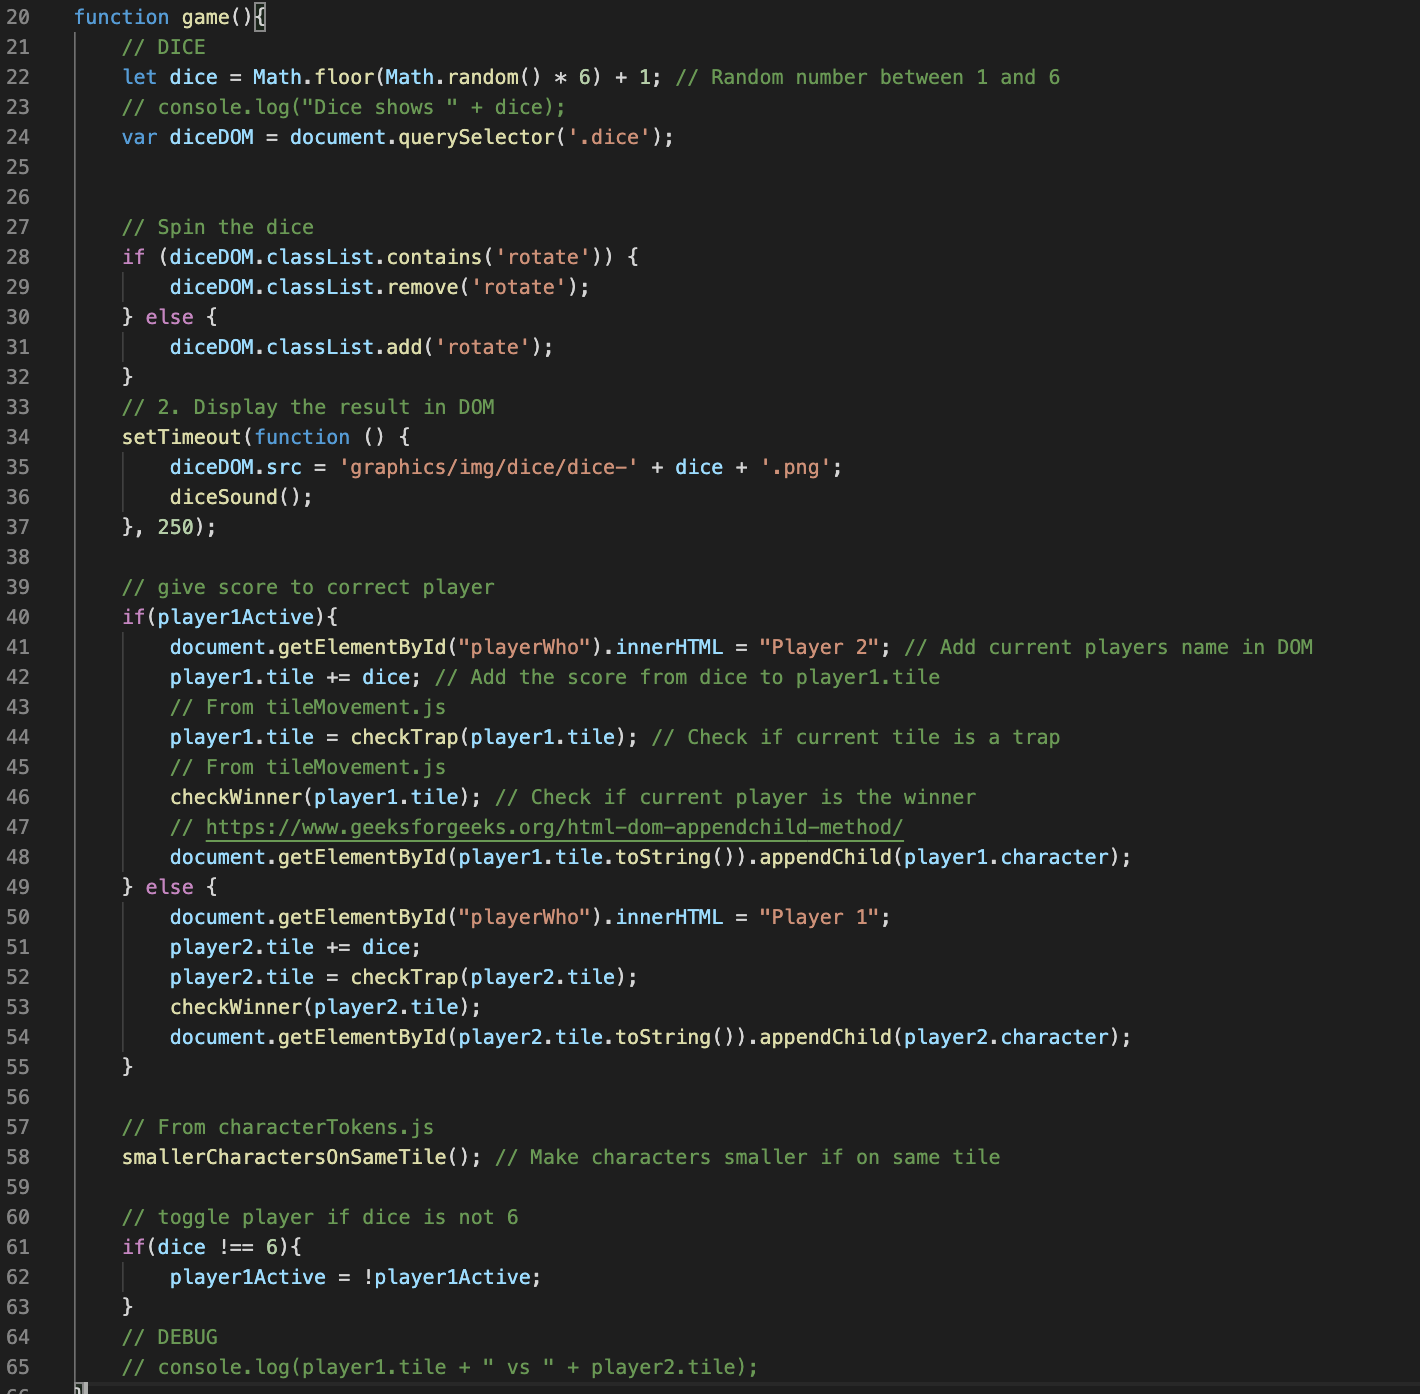 20 function game(){
21 // DICE
22 let dice = Math.floor(Math.random() * 6) + 1; // Random number between 1 and 6
23 // console.log("Dice shows " + dice);
24 var diceDOM = document.querySelector('.dice');
25
26
27 // Spin the dice
28 if (diceDOM.classList.contains('rotate')) {
29 diceDOM.classList.remove('rotate');
30 } else {
31 diceDOM.classList.add('rotate');
32 }
33 // 2. Display the result in DOM
34 setTimeout(function () {
35 diceDOM.src = 'graphics/img/dice/dice-' + dice + '.png';
36 diceSound();
37 }, 250);
38
39 // give score to correct player
40 if(player1Active){
41 document.getElementById("playerWho").innerHTML = "Player 2"; // Add current players name in DOM
42 player1.tile += dice; // Add the score from dice to player1.tile
43 // From tileMovement.js
44 player1.tile = checkTrap(player1.tile); // Check if current tile is a trap
45 // From tileMovement.js
46 checkWinner(player1.tile); // Check if current player is the winner
47 // https://www.geeksforgeeks.org/html-dom-appendchild-method/
48 document.getElementById(player1.tile.toString()).appendChild(player1.character);
49 } else {
50 document.getElementById("playerWho").innerHTML = "Player 1";
51 player2.tile += dice;
52 player2.tile = checkTrap(player2.tile);
53 checkWinner(player2.tile);
54 document.getElementById(player2.tile.toString()).appendChild(player2.character);
55 }
56
57 // From characterTokens.js
58 smallerCharactersOnSameTile(); // Make characters smaller if on same tile
59
60 // toggle player if dice is not 6
61 if(dice !== 6){
62 player1Active = !player1Active;
63 }
64 // DEBUG
65 // console.log(player1.tile + " vs " + player2.tile);